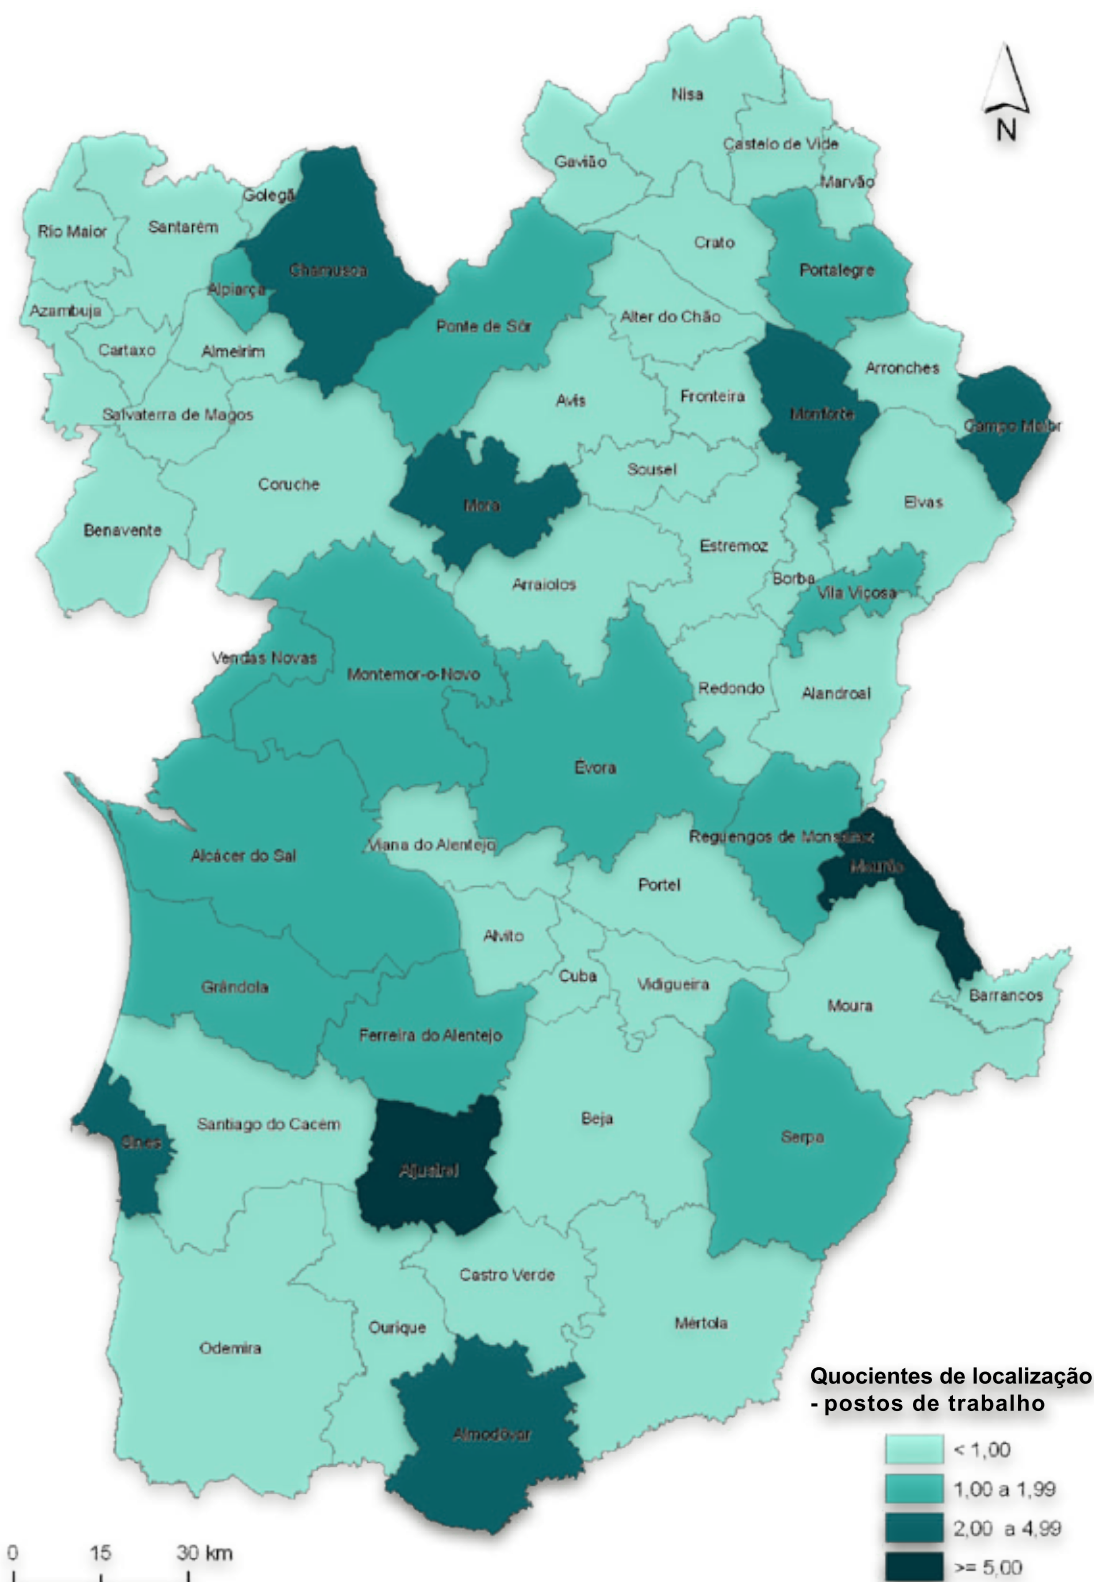 Nisa
N
Castelo de Vide
Gavião
Marvão
Golegã
Santarém
Rio Maior
Crato
Chamusca
Portalegre
Alpiarça
Azambuja
Alter do Chão
Ponte de Sôr
Cartaxo
Almeirim
Arronches
Fronteira
Avis
Salvaterra de Magos
Monforte
Campo Maior
Sousel
Coruche
Elvas
Mora
Benavente
Estremoz
Borba
Arraiolos
Vila Viçosa
Vendas Novas
Montemor-o-Novo
Redondo
Alandroal
Évora
Reguengos de Monsaraz
Viana do Alentejo
Alcácer do Sal
Mourão
Portel
Alvito
Cuba
Vidigueira
Grândola
Barrancos
Moura
Ferreira do Alentejo
Santiago do Cacém
Beja
Serpa
Sines
Aljustrel
Castro Verde
Ourique
Mértola
Odemira
Almodôvar
Quocientes de localização
- postos de trabalho
< 1,00
1,00 a 1,99
2,00 a 4,99
>= 5,00
0 15 30 km